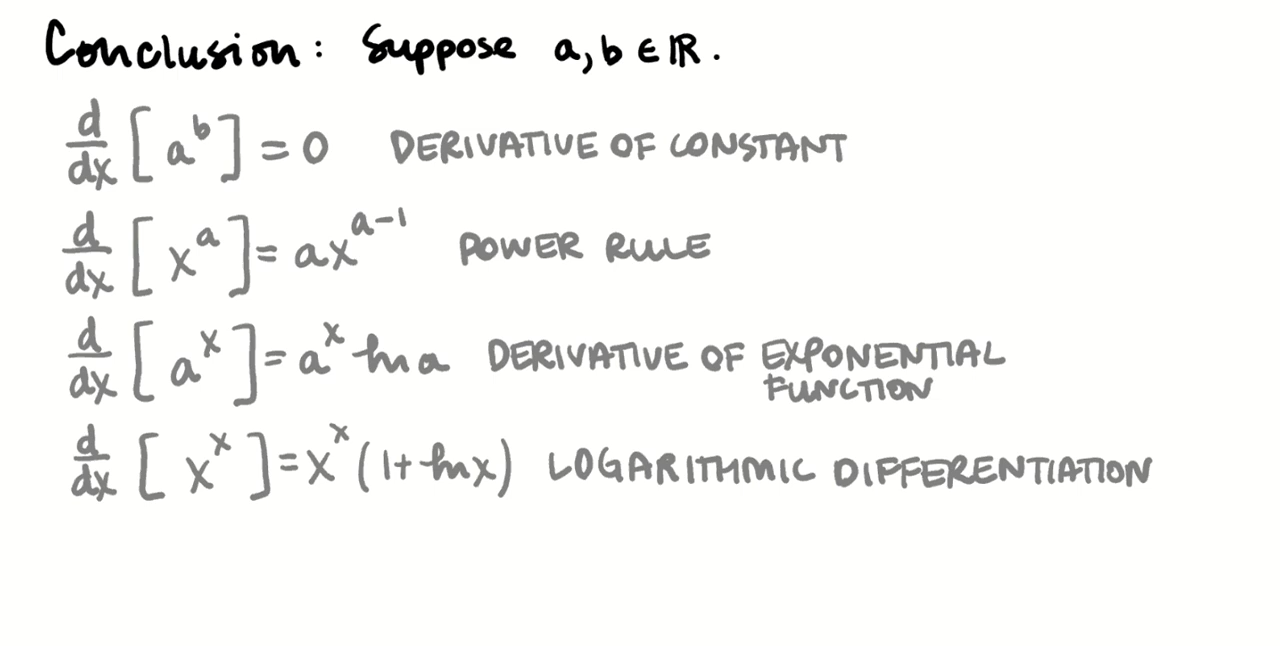 Conclusion: Suppose a, b ∈ ℝ.
d/dx [a^b] = 0 DERIVATIVE OF CONSTANT
d/dx [x^a] = ax^(a-1) POWER RULE
d/dx [a^x] = a^x ln a DERIVATIVE OF EXPONENTIAL
FUNCTION
d/dx [x^x] = x^x (1+ ln x) LOGARITHMIC DIFFERENTIATION